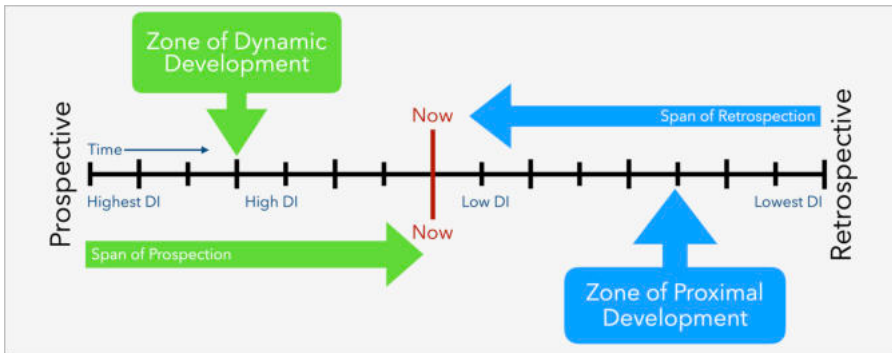 Zone of Dynamic
Development
Prospective
Time
Now
Span of Retrospection
Retrospective
Highest DI
High DI
Low DI
Lowest DI
Span of Prospection
Now
Zone of Proximal
Development